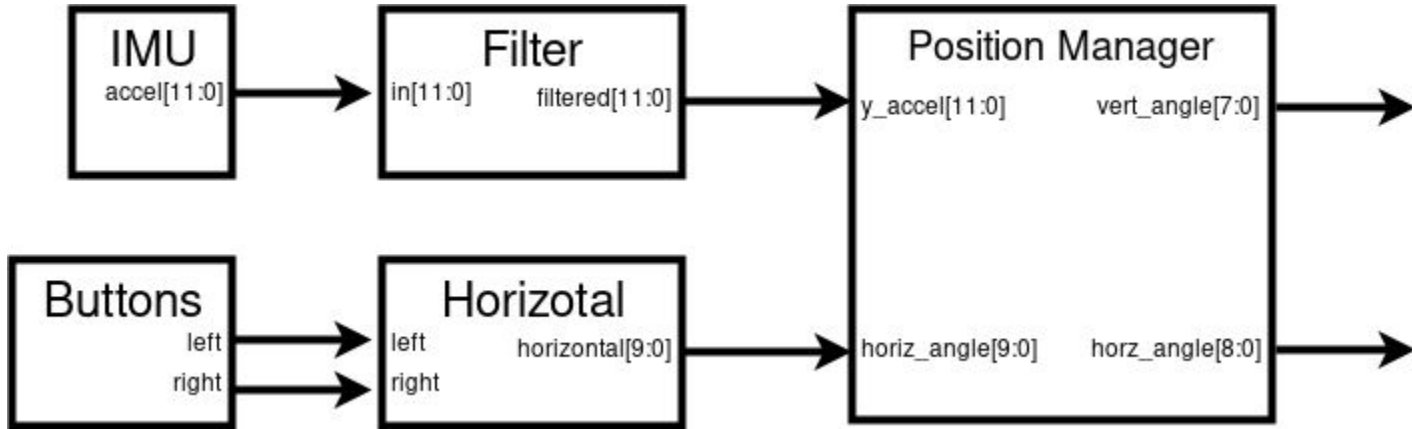 IMU
accel[11:0]
Filter
in[11:0]
filtered[11:0]
Position Manager
y_accel[11:0]
vert_angle[7:0]
Buttons
left
right
Horizotal
left
right
horizontal[9:0]
horiz_angle[9:0]
horz_angle[8:0]